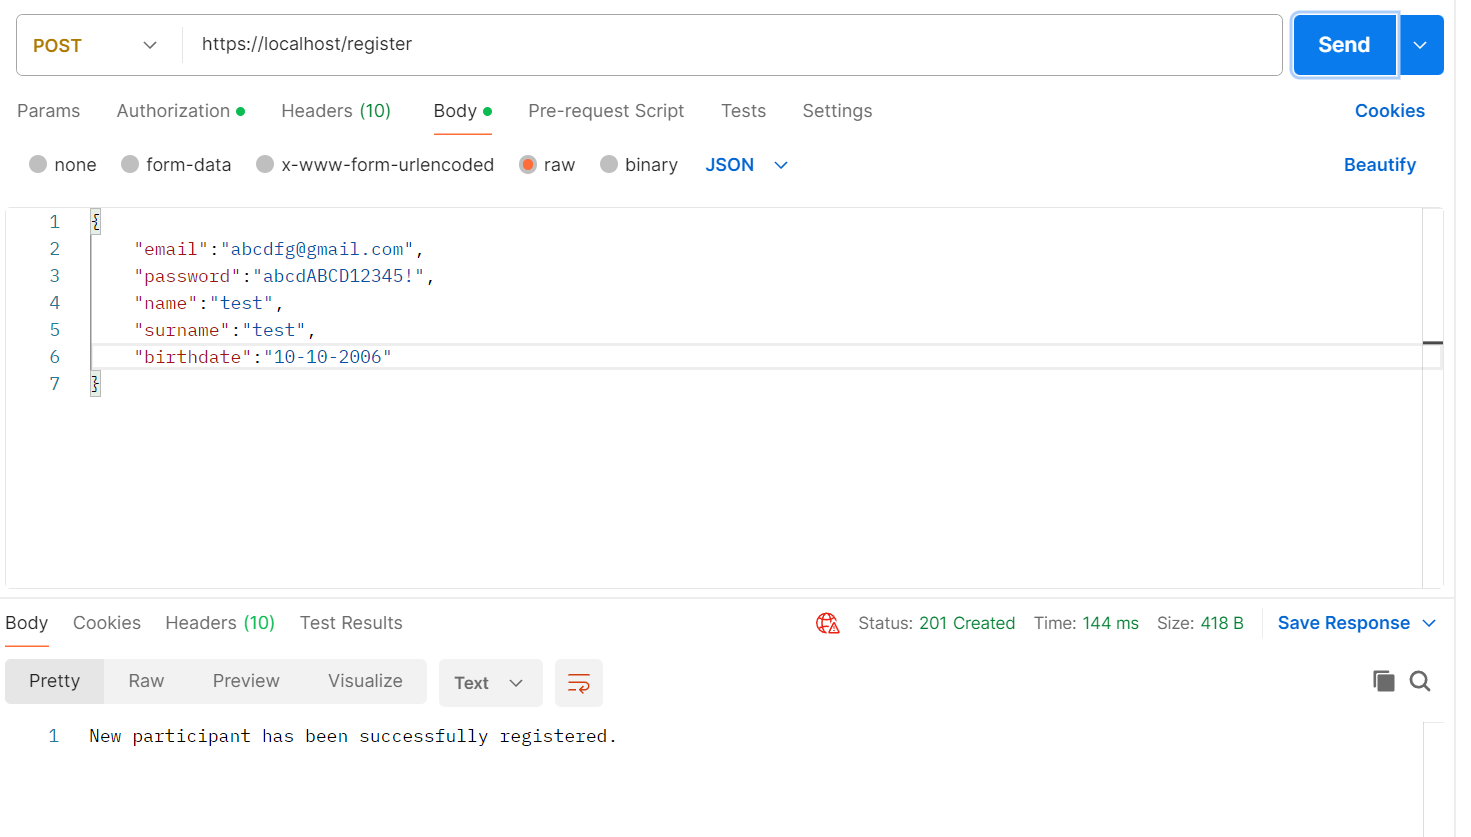 POST https://localhost/register Send
Params Authorization Headers (10) Body Pre-request Script Tests Settings Cookies
none form-data x-www-form-urlencoded raw binary JSON Beautify
1 {
2 "email":"abcdfg@gmail.com",
3 "password":"abcdABCD12345!",
4 "name":"test",
5 "surname":"test",
6 "birthdate":"10-10-2006"
7 }
Body Cookies Headers (10) Test Results Status: 201 Created Time: 144 ms Size: 418 B Save Response
Pretty Raw Preview Visualize Text
1 New participant has been successfully registered.